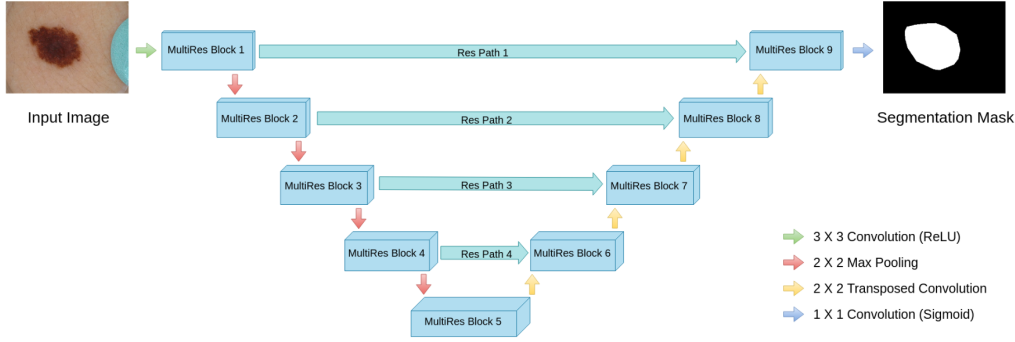 MultiRes Block 1
Res Path 1
MultiRes Block 9
Input Image
MultiRes Block 2
Res Path 2
MultiRes Block 8
Segmentation Mask
MultiRes Block 3
Res Path 3
MultiRes Block 7
MultiRes Block 4
Res Path 4
MultiRes Block 6
MultiRes Block 5
3 X 3 Convolution (ReLU)
2 X 2 Max Pooling
2 X 2 Transposed Convolution
1 X 1 Convolution (Sigmoid)